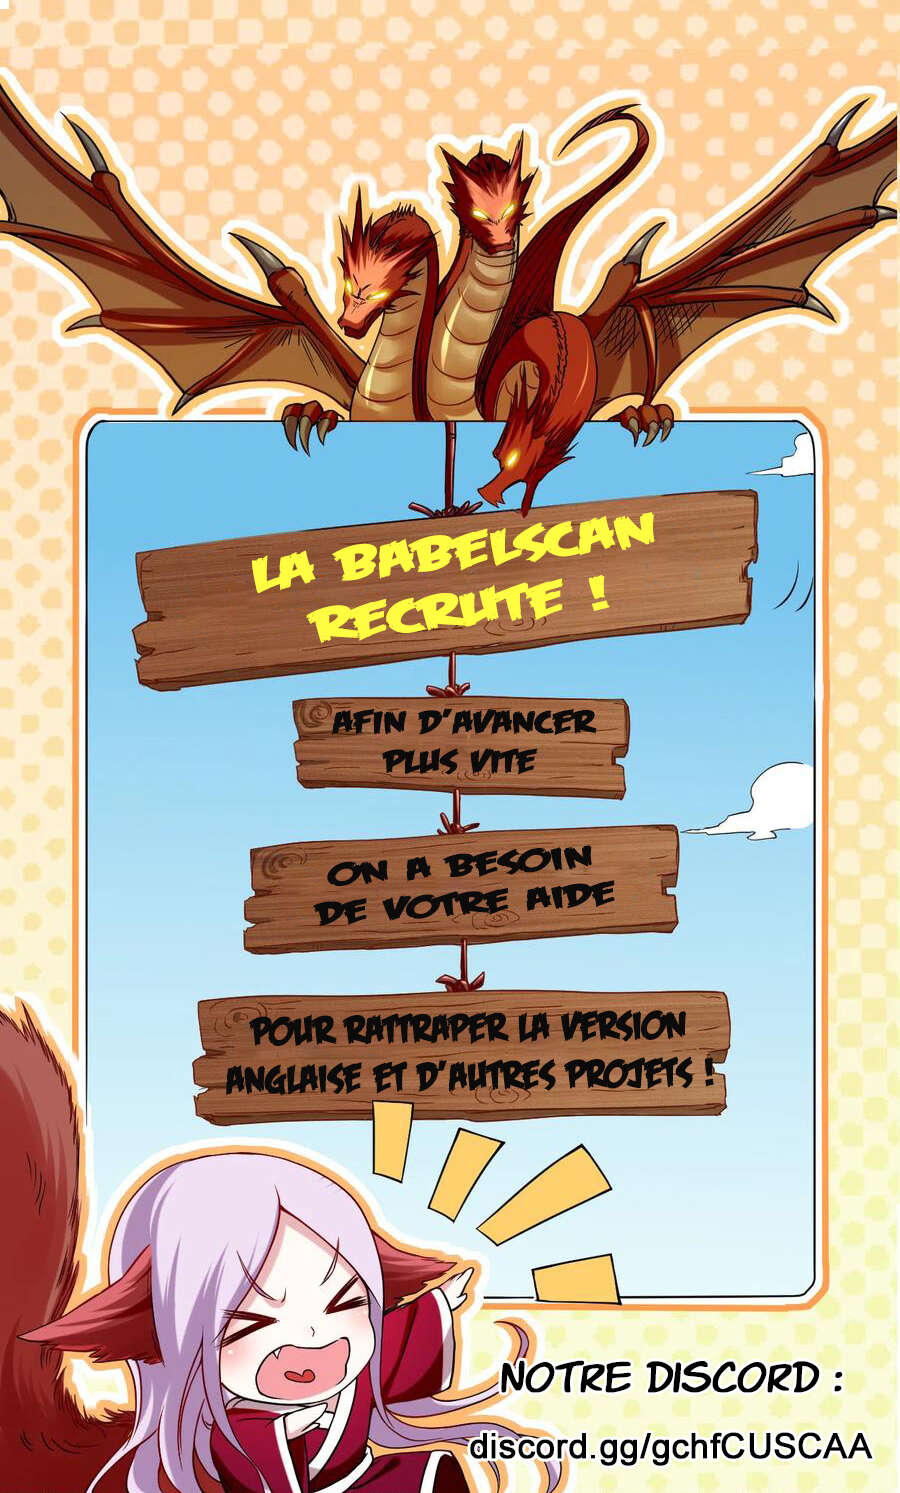 LA BABELSCAN
RECRUTE !
AFIN D'AVANCER
PLUS VITE
ON A BESOIN
DE VOTRE AIDE
POUR RATTRAPER LA VERSION
ANGLAISE ET D'AUTRES PROJETS !
NOTRE DISCORD :
discord.gg/gchfCUSCAA